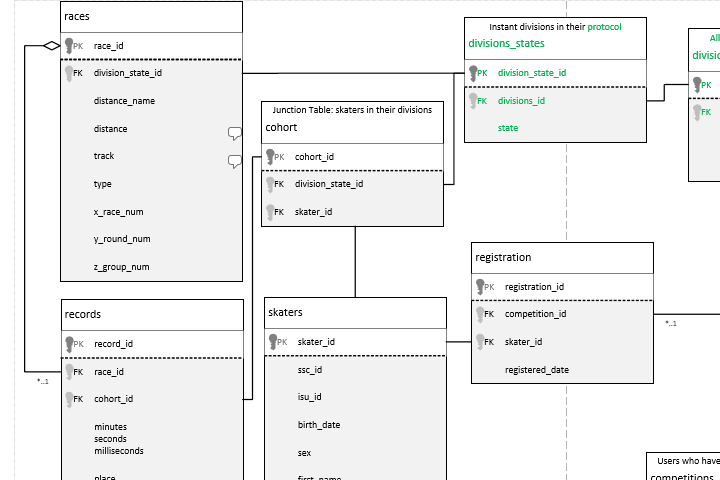 races
PK race_id
FK division_state_id
distance_name
distance
track
type
x_race_num
y_round_num
z_group_num
Junction Table: skaters in their divisions
cohort
PK cohort_id
FK division_state_id
FK skater_id
Instant divisions in their protocol
divisions_states
PK division_state_id
FK divisions_id
state
All
divisio
PK
FK
records
PK record_id
FK race_id
FK cohort_id
minutes
seconds
milliseconds
place
*..1
skaters
PK skater_id
ssc_id
isu_id
birth_date
sex
first_name
registration
PK registration_id
FK competition_id
FK skater_id
registered_date
*..1
Users who have
competitions